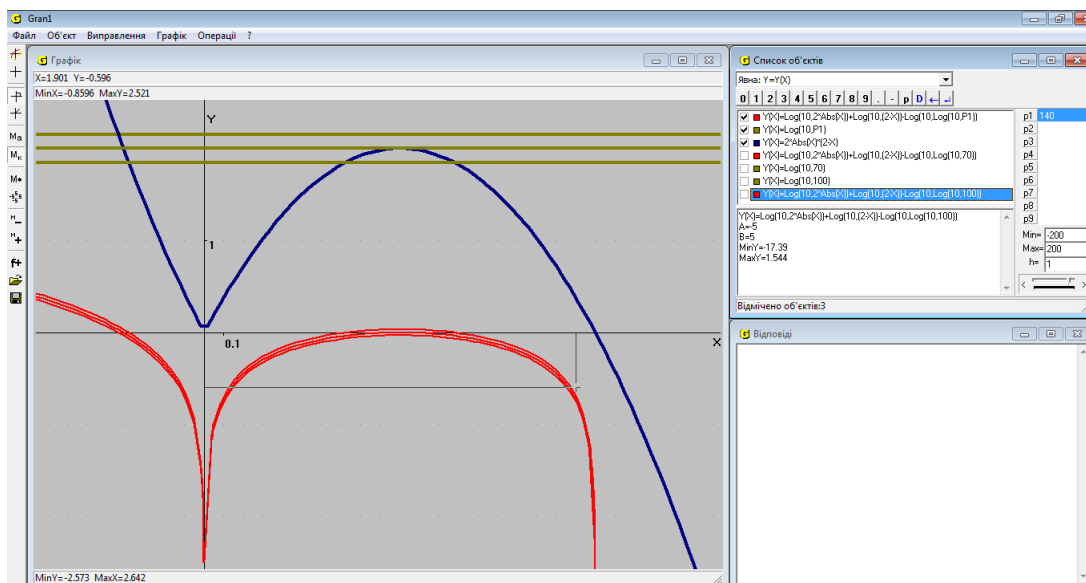 Gran1
Файл Об'єкт Виправлення Графік Операції ?
Графік
X=1.901 Y=-0.596
MinX=-0.8596 MaxY=2.521
Y
1
0.1
X
MinY=-2.573 MaxX=2.642
Список об'єктів
Явна: Y=Y(X)
0 1 2 3 4 5 6 7 8 9 . - p D ← ↲
Y(X)=Log(10,2*Abs(X))+Log(10,(2-X))-Log(10,Log(10,P1))
Y(X)=Log(10,P1)
Y(X)=2*Abs(X)*(2-X)
Y(X)=Log(10,2*Abs(X))+Log(10,(2-X))-Log(10,Log(10,70))
Y(X)=Log(10,70)
Y(X)=Log(10,100)
Y(X)=Log(10,2*Abs(X))+Log(10,(2-X))-Log(10,Log(10,100))
p1 140
p2
p3
p4
p5
p6
p7
p8
p9
Y(X)=Log(10,2*Abs(X))+Log(10,(2-X))-Log(10,Log(10,100))
A=-5
B=5
MinY=-17.39
MaxY=1.544
Min= -200
Max= 200
h= 1
Відмічено об'єктів:3
Відповіді